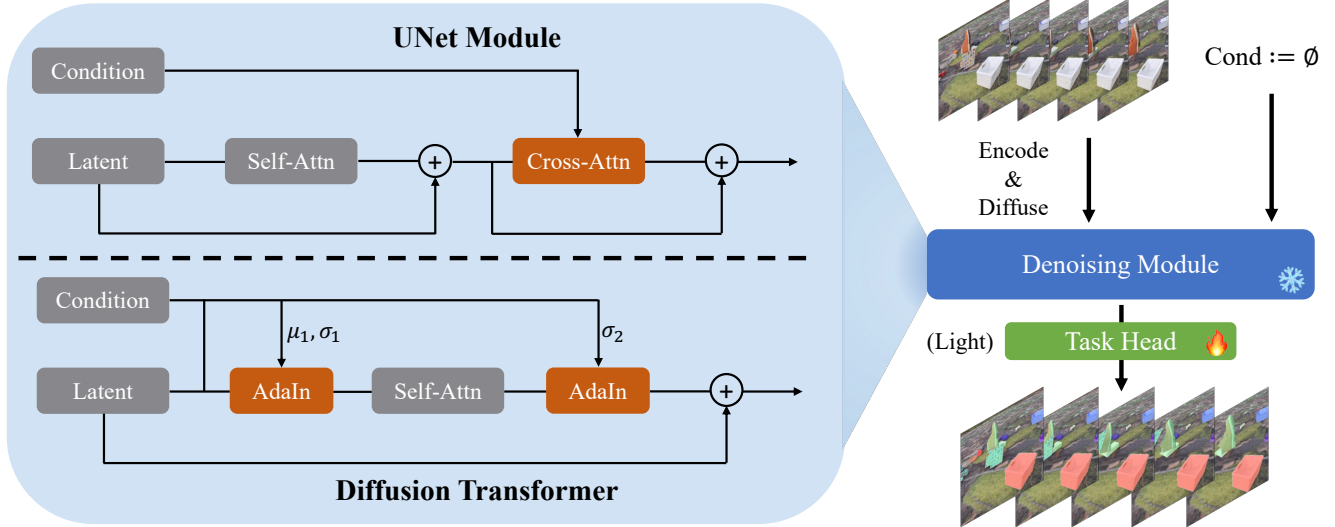 UNet Module
Condition
Latent
Self-Attn
+
Cross-Attn
+
Condition
μ₁, σ₁
σ₂
Latent
AdaIn
Self-Attn
AdaIn
+
Diffusion Transformer
Cond := ∅
Encode
&
Diffuse
Denoising Module
(Light)
Task Head